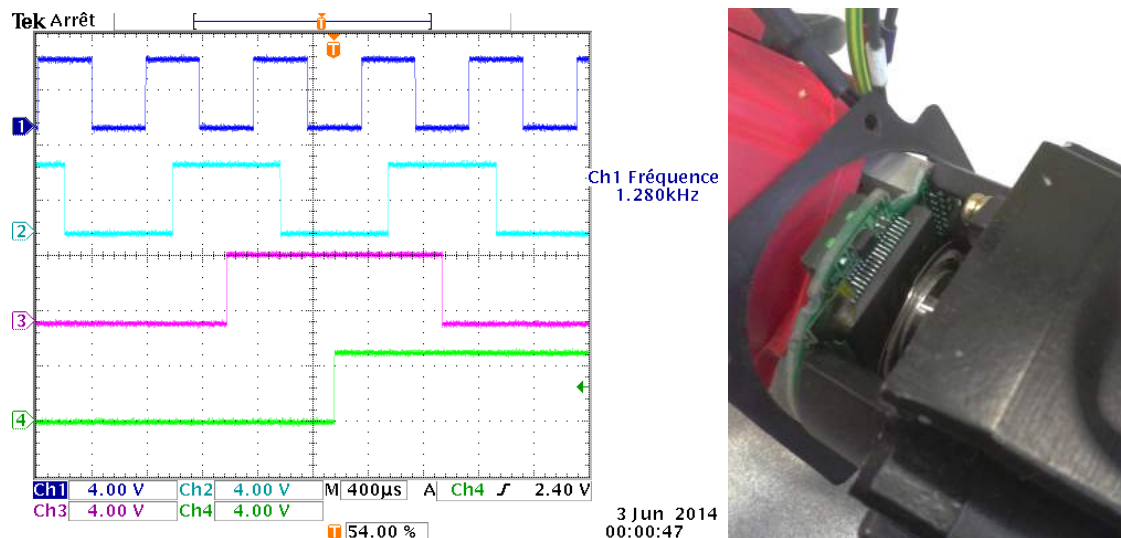 Tek Arrêt
T
T
1
Ch1 Fréquence
1.280kHz
2
3
4
Ch1 4.00 V Ch2 4.00 V M 400µs A Ch4 2.40 V
Ch3 4.00 V Ch4 4.00 V
3 Jun 2014
T 54.00 % 00:00:47